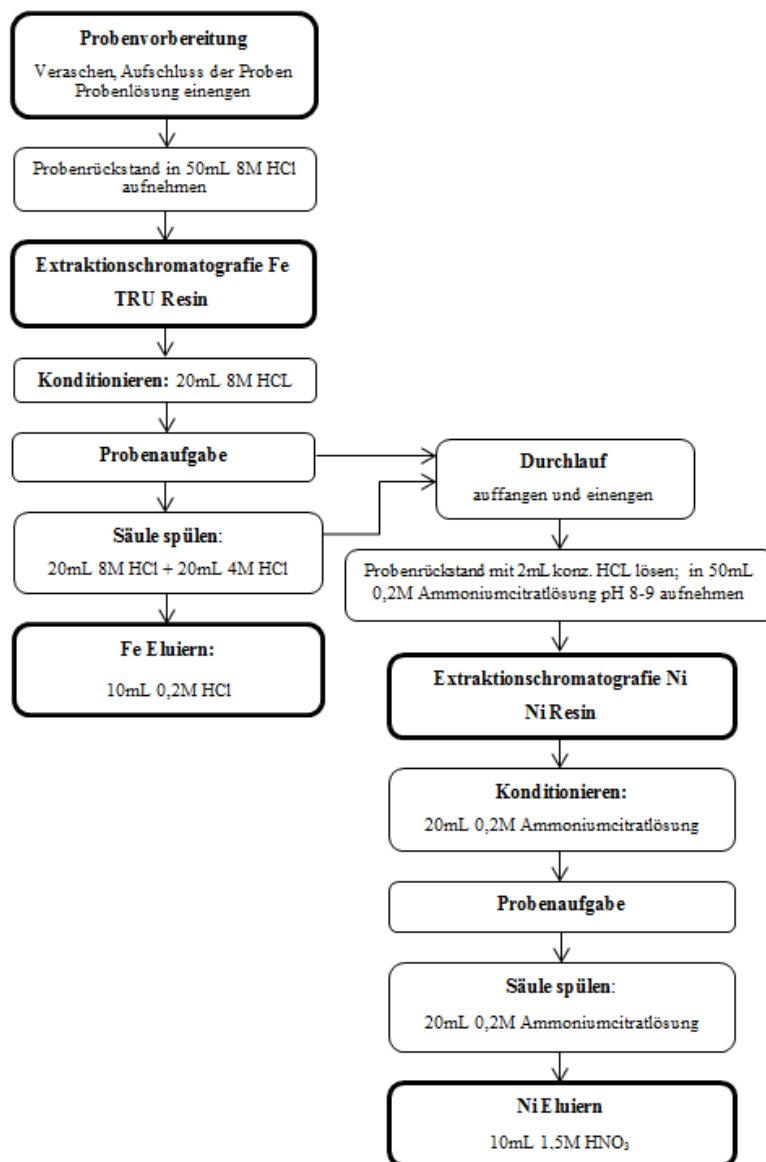 Probenvorbereitung
Veraschen, Aufschluss der Proben
Probenlösung einengen
Probenrückstand in 50mL 8M HCl
aufnehmen
Extraktionschromatografie Fe
TRU Resin
Konditionieren: 20mL 8M HCL
Probenaufgabe
Säule spülen:
20mL 8M HCl + 20mL 4M HCl
Fe Eluiern:
10mL 0,2M HCl
Durchlauf
auffangen und einengen
Probenrückstand mit 2mL konz. HCL lösen; in 50mL
0,2M Ammoniumcitratlösung pH 8-9 aufnehmen
Extraktionschromatografie Ni
Ni Resin
Konditionieren:
20mL 0,2M Ammoniumcitratlösung
Probenaufgabe
Säule spülen:
20mL 0,2M Ammoniumcitratlösung
Ni Eluiern
10mL 1,5M HNO₃